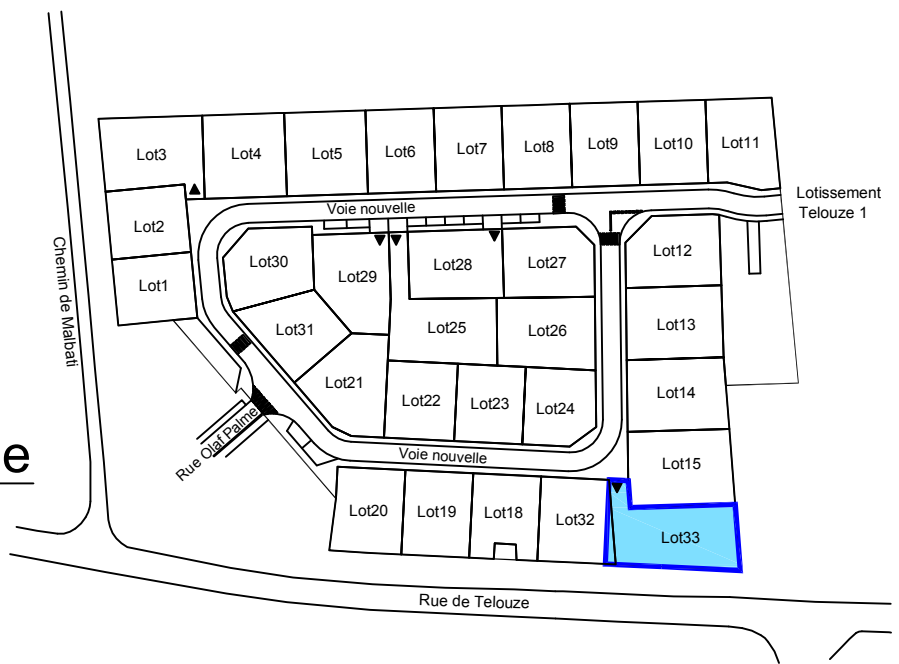 Lot3
Lot4
Lot5
Lot6
Lot7
Lot8
Lot9
Lot10
Lot11
Lotissement
Telouze 1
Lot2
Voie nouvelle
Lot1
Chemin de Malbati
Lot30
Lot29
Lot28
Lot27
Lot12
Lot31
Lot25
Lot26
Lot13
Lot21
Lot22
Lot23
Lot24
Lot14
Rue Olaf Palme
e
Voie nouvelle
Lot15
Lot20
Lot19
Lot18
Lot32
Lot33
Rue de Telouze